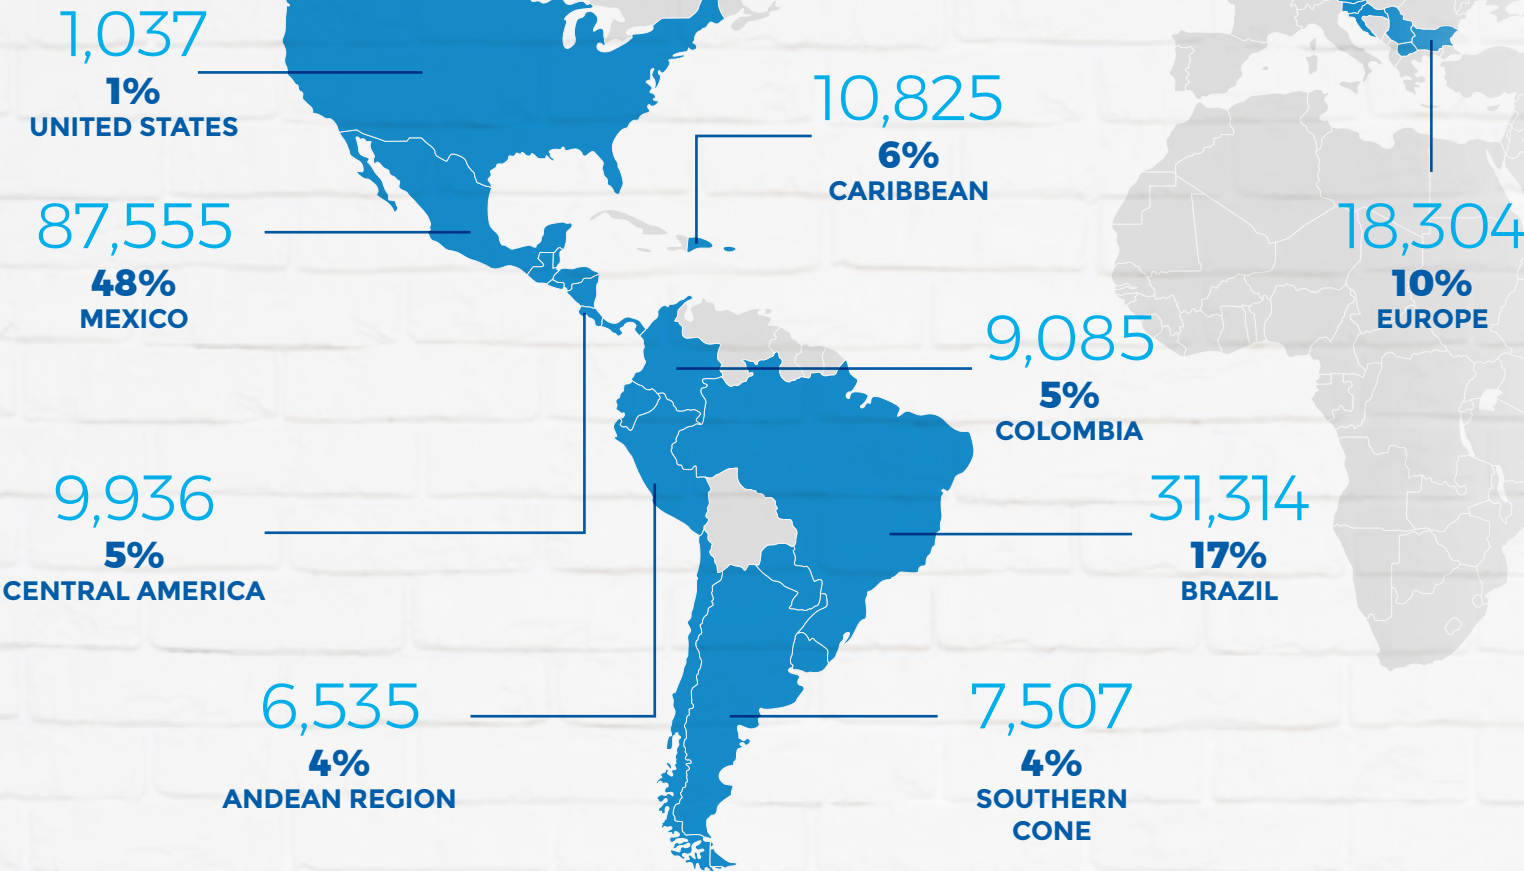 1,037
1%
UNITED STATES
10,825
6%
CARIBBEAN
87,555
48%
MEXICO
18,304
10%
EUROPE
9,085
5%
COLOMBIA
9,936
5%
CENTRAL AMERICA
31,314
17%
BRAZIL
6,535
4%
ANDEAN REGION
7,507
4%
SOUTHERN
CONE